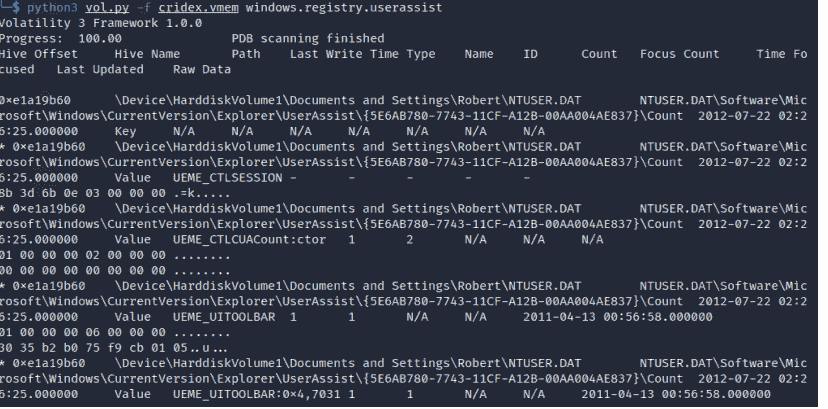 └─$ python3 vol.py -f cridex.vmem windows.registry.userassist
Volatility 3 Framework 1.0.0
Progress:  100.00               PDB scanning finished
Hive Offset     Hive Name       Path    Last Write Time Type    Name    ID      Count   Focus Count     Time Fo
cused   Last Updated    Raw Data
0×e1a19b60      \Device\HarddiskVolume1\Documents and Settings\Robert\NTUSER.DAT        NTUSER.DAT\Software\Mic
rosoft\Windows\CurrentVersion\Explorer\UserAssist\{5E6AB780-7743-11CF-A12B-00AA004AE837}\Count  2012-07-22 02:2
6:25.000000     Key     N/A     N/A     N/A     N/A     N/A     N/A     N/A
* 0×e1a19b60    \Device\HarddiskVolume1\Documents and Settings\Robert\NTUSER.DAT        NTUSER.DAT\Software\Mic
rosoft\Windows\CurrentVersion\Explorer\UserAssist\{5E6AB780-7743-11CF-A12B-00AA004AE837}\Count  2012-07-22 02:2
6:25.000000     Value   UEME_CTLSESSION -       -       -       -       -
8b 3d 6b 0e 03 00 00 00 .=k.....
* 0×e1a19b60    \Device\HarddiskVolume1\Documents and Settings\Robert\NTUSER.DAT        NTUSER.DAT\Software\Mic
rosoft\Windows\CurrentVersion\Explorer\UserAssist\{5E6AB780-7743-11CF-A12B-00AA004AE837}\Count  2012-07-22 02:2
6:25.000000     Value   UEME_CTLCUACount:ctor   1       2       N/A     N/A     N/A
01 00 00 00 02 00 00 00 ........
00 00 00 00 00 00 00 00 ........
* 0×e1a19b60    \Device\HarddiskVolume1\Documents and Settings\Robert\NTUSER.DAT        NTUSER.DAT\Software\Mic
rosoft\Windows\CurrentVersion\Explorer\UserAssist\{5E6AB780-7743-11CF-A12B-00AA004AE837}\Count  2012-07-22 02:2
6:25.000000     Value   UEME_UITOOLBAR  1       1       N/A     N/A     2011-04-13 00:56:58.000000
01 00 00 00 06 00 00 00 ........
30 35 b2 b0 75 f9 cb 01 05..u...
* 0×e1a19b60    \Device\HarddiskVolume1\Documents and Settings\Robert\NTUSER.DAT        NTUSER.DAT\Software\Mic
rosoft\Windows\CurrentVersion\Explorer\UserAssist\{5E6AB780-7743-11CF-A12B-00AA004AE837}\Count  2012-07-22 02:2
6:25.000000     Value   UEME_UITOOLBAR:0×4,7031 1       1       N/A     N/A     2011-04-13 00:56:58.000000